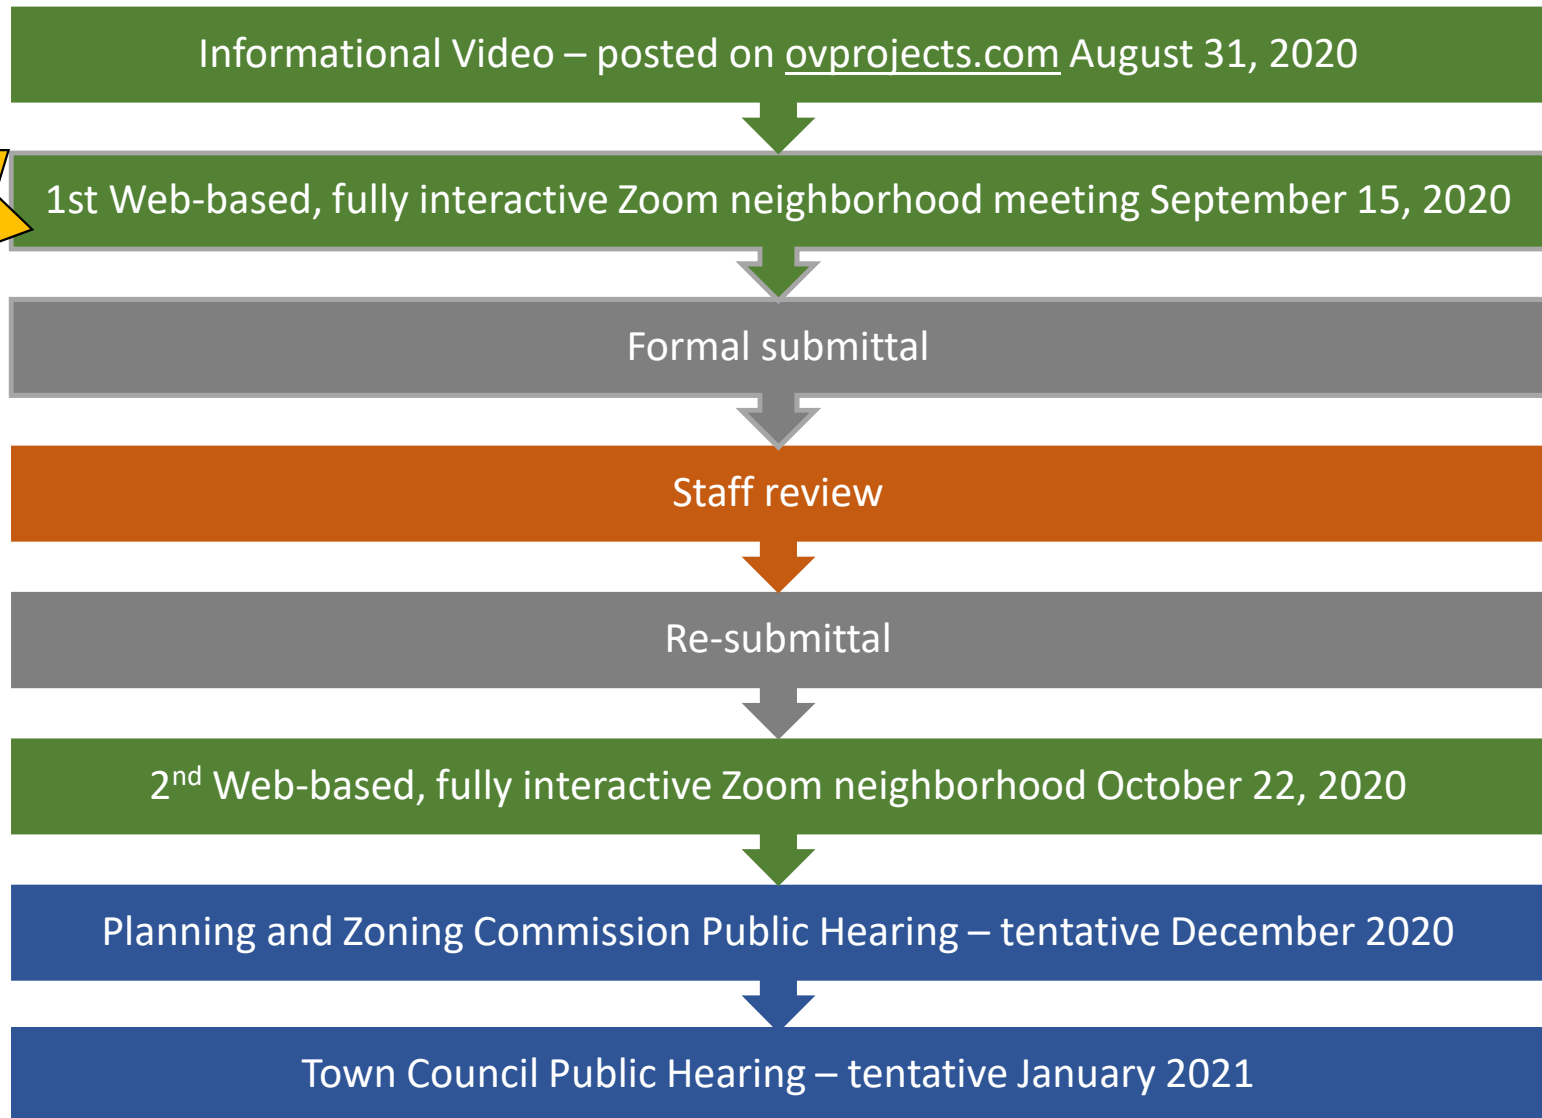 Informational Video – posted on ovprojects.com August 31, 2020
1st Web-based, fully interactive Zoom neighborhood meeting September 15, 2020
Formal submittal
Staff review
Re-submittal
2nd Web-based, fully interactive Zoom neighborhood October 22, 2020
Planning and Zoning Commission Public Hearing – tentative December 2020
Town Council Public Hearing – tentative January 2021